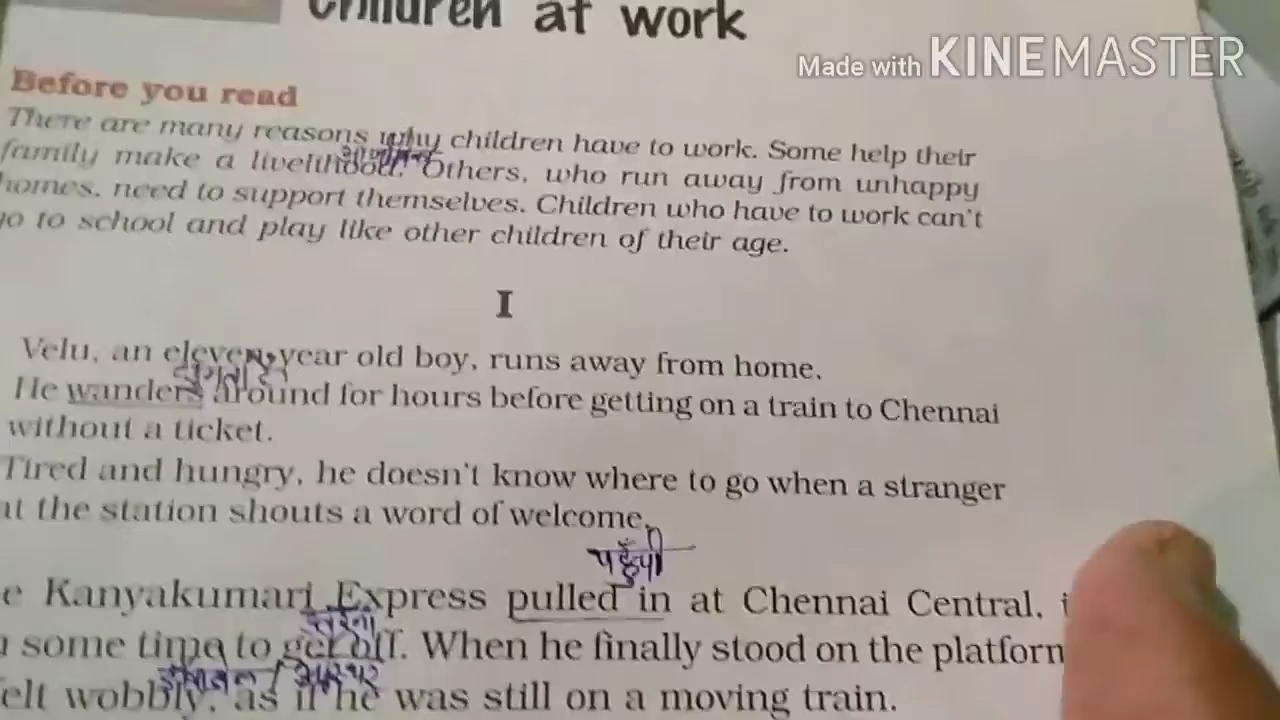 Children at work
Made with KINEMASTER
Before you read
There are many reasons why children have to work. Some help their
family make a livelihood. Others, who run away from unhappy
homes, need to support themselves. Children who have to work can't
go to school and play like other children of their age.
I
Velu, an eleven-year old boy, runs away from home.
He wanders around for hours before getting on a train to Chennai
without a ticket.
Tired and hungry, he doesn't know where to go when a stranger
at the station shouts a word of welcome.
पहुँची
e Kanyakumari Express pulled in at Chennai Central, i
some time to get off. When he finally stood on the platform
felt wobbly, as if he was still on a moving train.